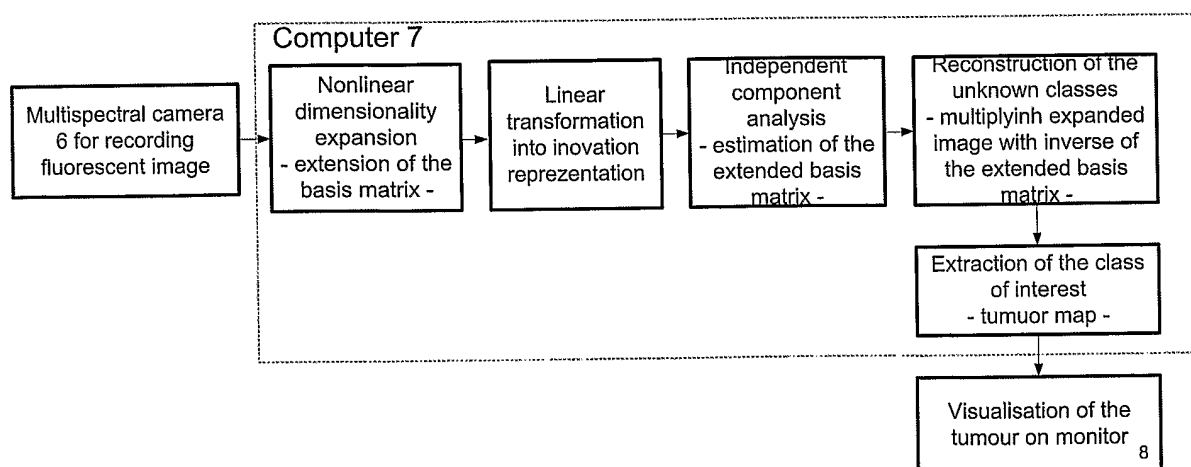 Computer 7
Multispectral camera
6 for recording
fluorescent image
Nonlinear
dimensionality
expansion
- extension of the
basis matrix -
Linear
transformation
into inovation
reprezentation
Independent
component
analysis
- estimation of the
extended basis
matrix -
Reconstruction of the
unknown classes
- multiplyinh expanded
image with inverse of
the extended basis
matrix -
Extraction of the class
of interest
- tumuor map -
Visualisation of the
tumour on monitor
8